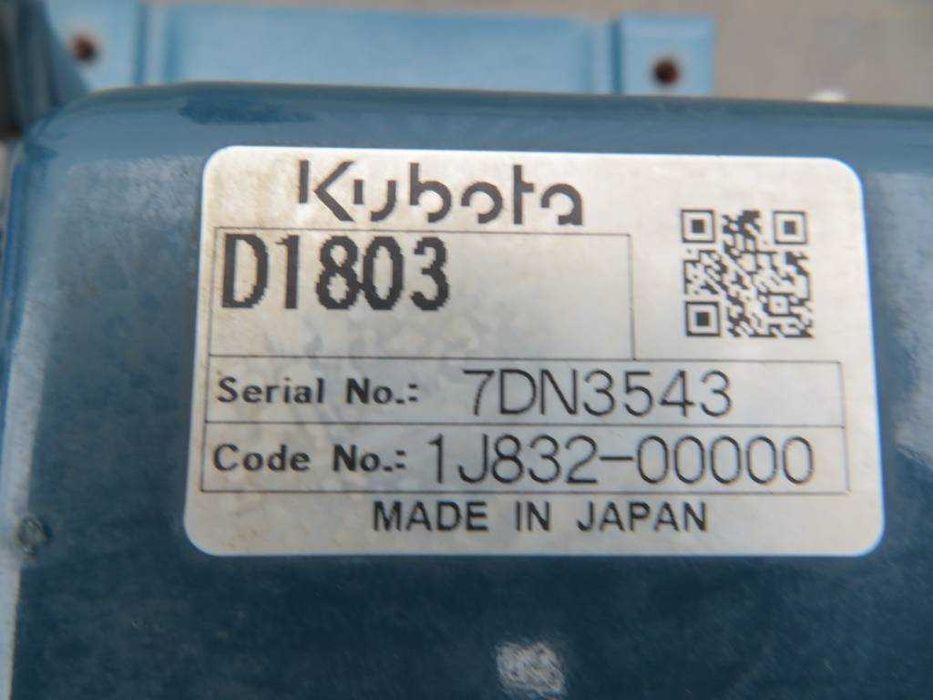 Kubota
D1803
Serial No.: 7DN3543
Code No.: 1J832-00000
MADE IN JAPAN